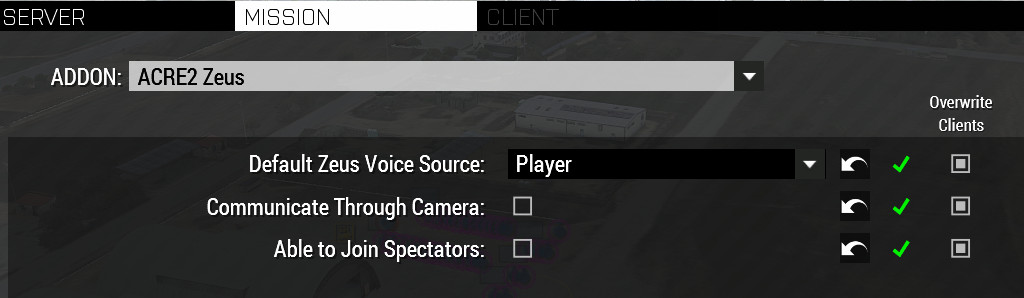 SERVER
MISSION
CLIENT
ADDON: ACRE2 Zeus
Overwrite
Clients
Default Zeus Voice Source: Player
Communicate Through Camera:
Able to Join Spectators: